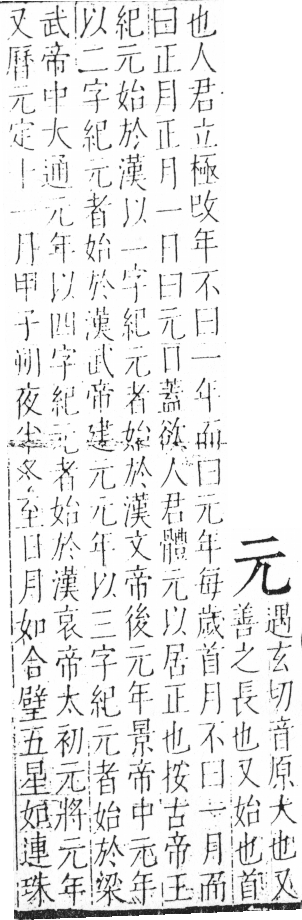 元
遇玄切音原大也又
善之長也又始也首
也人君立極改年不曰一年而曰元年每歲首月不曰一月而
曰正月正月一日曰元日蓋欲人君體元以居正也按古帝王
紀元始於漢以一字紀元者始於漢文帝後元年景帝中元年
以二字紀元者始於漢武帝建元元年以三字紀元者始於梁
武帝中大通元年以四字紀元者始於漢哀帝太初元將元年
又曆元定十一月甲子朔夜半冬至日月如合璧五星如連珠